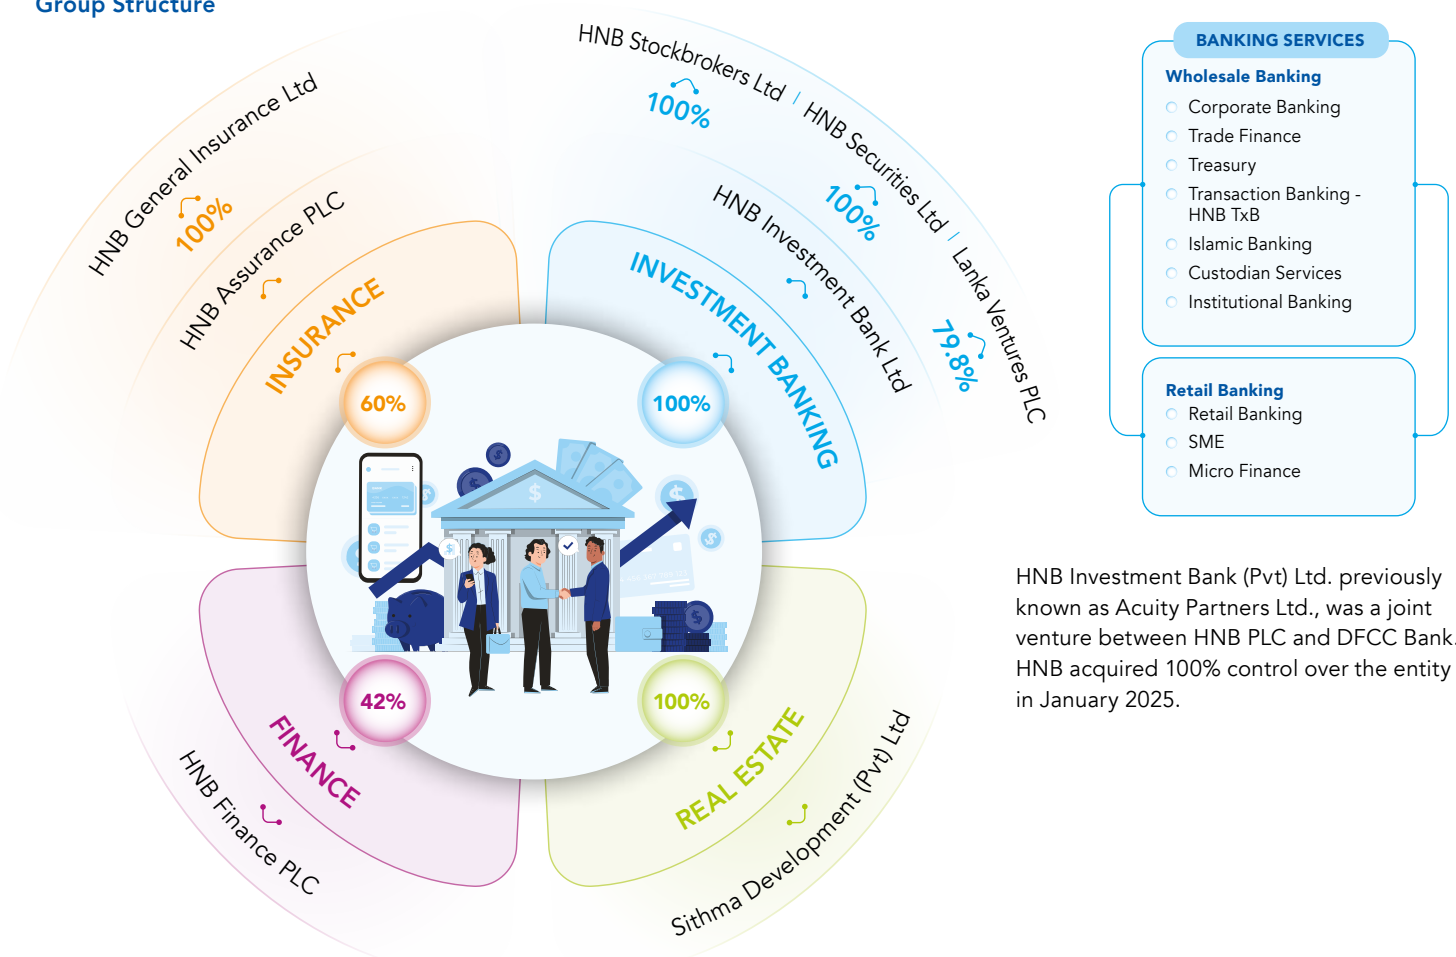 Group Structure
HNB General Insurance Ltd
100%
HNB Assurance PLC
INSURANCE
60%
HNB Stockbrokers Ltd | HNB Securities Ltd | Lanka Ventures PLC
100%
100%
79.8%
HNB Investment Bank Ltd
INVESTMENT BANKING
100%
42%
FINANCE
HNB Finance PLC
100%
REAL ESTATE
Sithma Development (Pvt) Ltd
BANKING SERVICES
Wholesale Banking
Corporate Banking
Trade Finance
Treasury
Transaction Banking -
HNB TxB
Islamic Banking
Custodian Services
Institutional Banking
Retail Banking
Retail Banking
SME
Micro Finance
HNB Investment Bank (Pvt) Ltd. previously
known as Acuity Partners Ltd., was a joint
venture between HNB PLC and DFCC Bank.
HNB acquired 100% control over the entity
in January 2025.